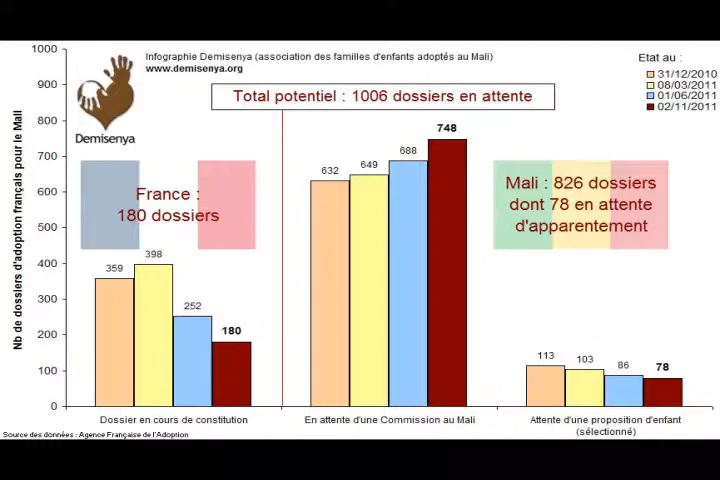 Infographie Demisenya (association des familles d'enfants adoptés au Mali)
www.demisenya.org
Etat au :
31/12/2010
08/03/2011
01/06/2011
02/11/2011
Total potentiel : 1006 dossiers en attente
Demisenya
France :
180 dossiers
Mali : 826 dossiers
dont 78 en attente
d'apparentement
Nb de dossiers d'adoption français pour le Mali
1000
900
800
700
600
500
400
300
200
100
0
359
398
252
180
632
649
688
748
113
103
86
78
Dossier en cours de constitution
En attente d'une Commission au Mali
Attente d'une proposition d'enfant
(sélectionné)
Source des données : Agence Française de l'Adoption